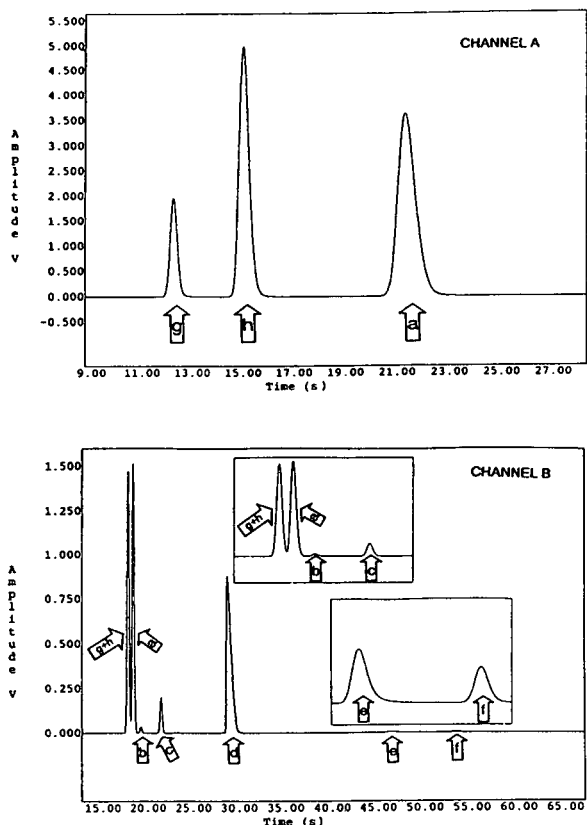 5.500
5.000
4.500
4.000
3.500
3.000
2.500
2.000
1.500
1.000
0.500
0.000
-0.500
Amplitude V
CHANNEL A
g h a
9.00 11.00 13.00 15.00 17.00 19.00 21.00 23.00 25.00 27.00
Time (s)
1.500
1.250
1.000
0.750
0.500
0.250
0.000
Amplitude V
CHANNEL B
g+h
b c
e f
g+h
b c d e f
15.00 20.00 25.00 30.00 35.00 40.00 45.00 50.00 55.00 60.00 65.00
Time (s)